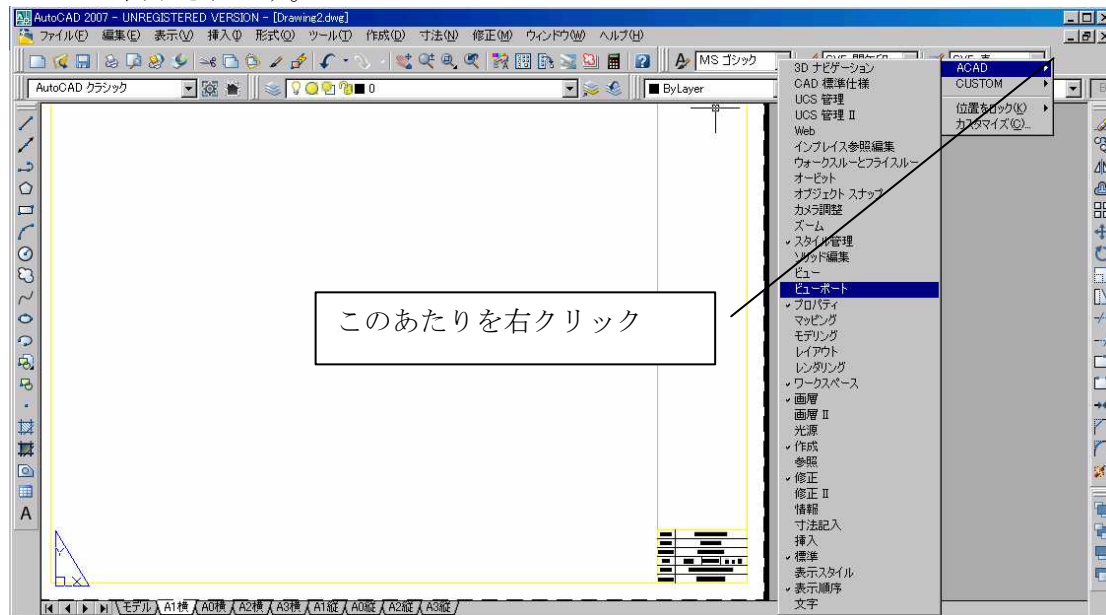 AutoCAD 2007 - UNREGISTERED VERSION - [Drawing2.dwg]
ファイル(F) 編集(E) 表示(V) 挿入(I) 形式(O) ツール(T) 作成(D) 寸法(N) 修正(M) ウィンドウ(W) ヘルプ(H)
MS ゴシック
AutoCAD クラシック
0
ByLayer
3D ナビゲーション
CAD 標準仕様
UCS 管理
UCS 管理 II
Web
インプレイス参照編集
ウォークスルーとフライスルー
オービット
オブジェクト スナップ
カメラ調整
ズーム
スタイル管理
ソリッド編集
ビュー
ビューポート
プロパティ
マッピング
モデリング
レイアウト
レンダリング
ワークスペース
画層
画層 II
光源
作成
参照
修正
修正 II
情報
寸法記入
挿入
標準
表示スタイル
表示順序
文字
ACAD
CUSTOM
位置をロック(K)
カスタマイズ(C)...
このあたりを右クリック
A
Y
X
モデル A1横 A0横 A2横 A3横 A1縦 A0縦 A2縦 A3縦